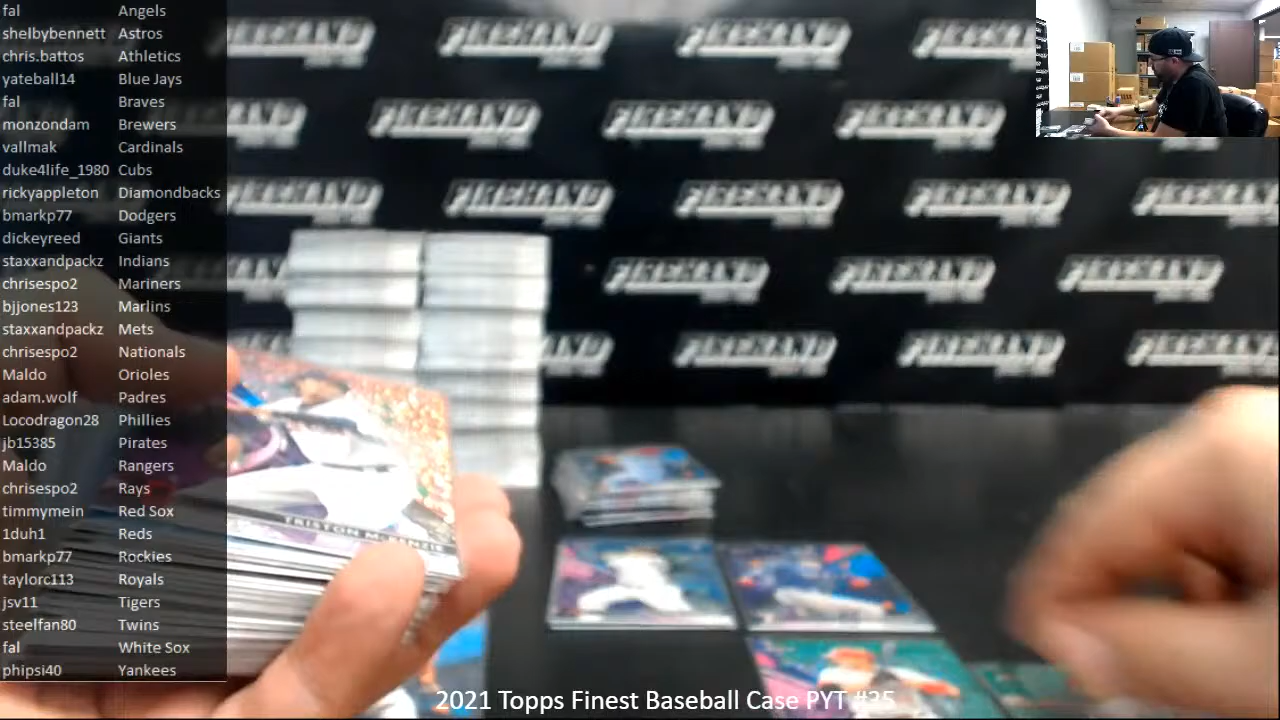 fal Angels
shelbybennett Astros
chris.battos Athletics
yateball14 Blue Jays
fal Braves
monzondam Brewers
vallmak Cardinals
duke4life_1980 Cubs
rickyappleton Diamondbacks
bmarkp77 Dodgers
dickeyreed Giants
staxxandpackz Indians
chrisespo2 Mariners
bjjones123 Marlins
staxxandpackz Mets
chrisespo2 Nationals
Maldo Orioles
adam.wolf Padres
Locodragon28 Phillies
jb15385 Pirates
Maldo Rangers
chrisespo2 Rays
timmymein Red Sox
1duh1 Reds
bmarkp77 Rockies
taylorc113 Royals
jsv11 Tigers
steelfan80 Twins
fal White Sox
phipsi40 Yankees
FIREHAND
TRISTON McKENZIE
2021 Topps Finest Baseball Case PYT #35